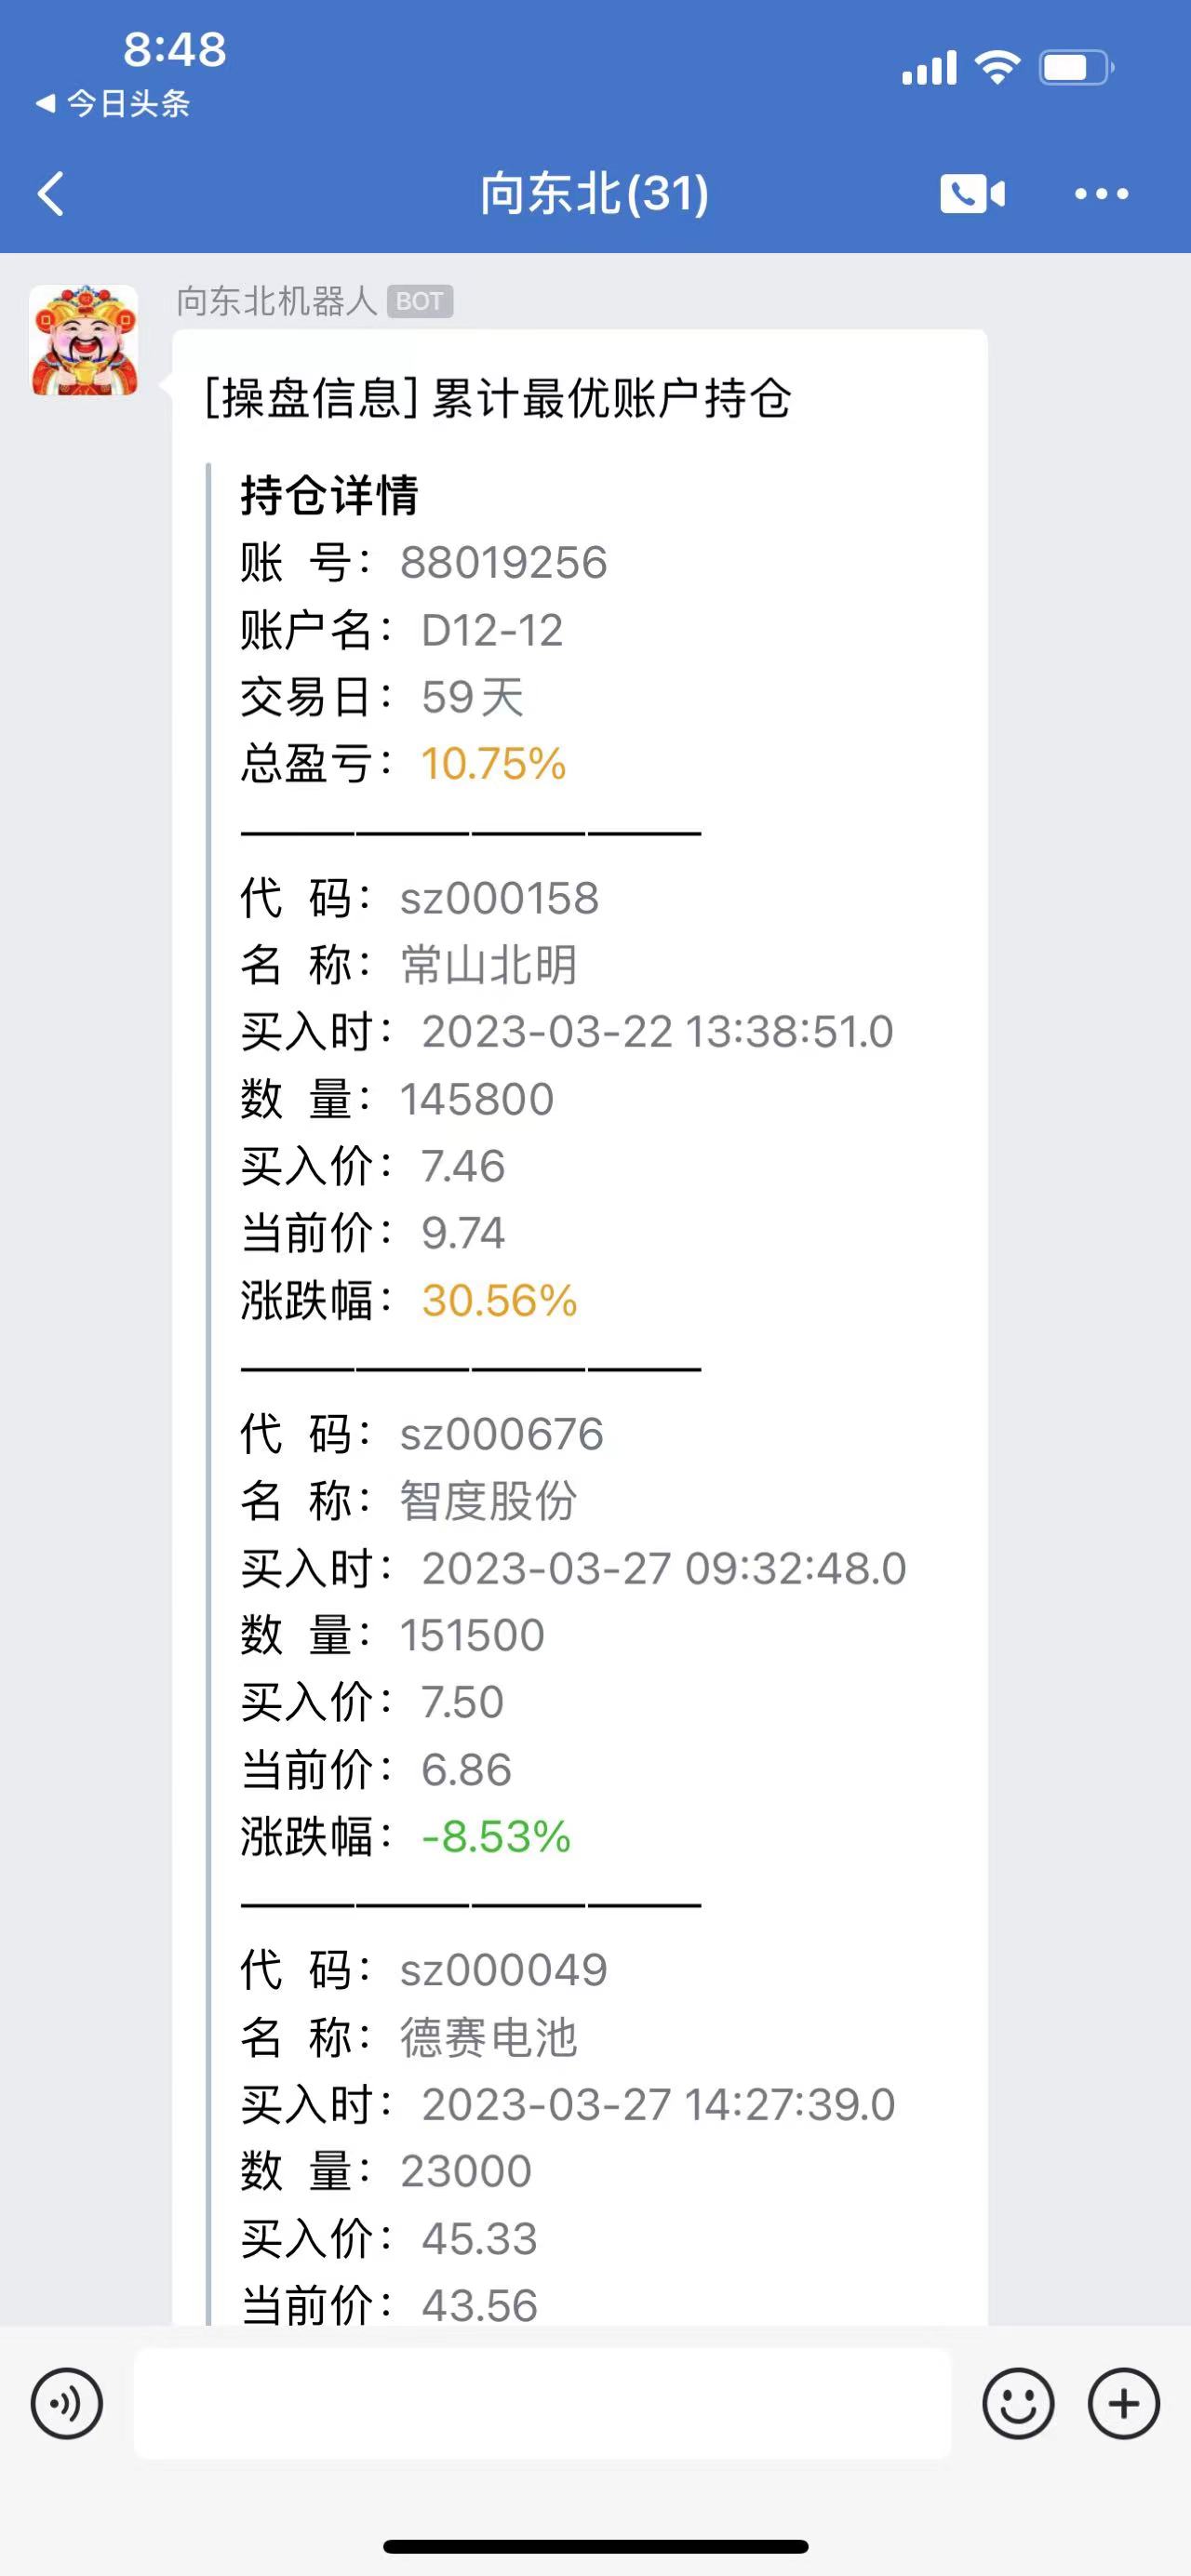 8:48
今日头条
向东北(31)
向东北机器人 BOT
[操盘信息] 累计最优账户持仓
持仓详情
账 号：88019256
账户名：D12-12
交易日：59天
总盈亏：10.75%
————————
代 码：sz000158
名 称：常山北明
买入时：2023-03-22 13:38:51.0
数 量：145800
买入价：7.46
当前价：9.74
涨跌幅：30.56%
————————
代 码：sz000676
名 称：智度股份
买入时：2023-03-27 09:32:48.0
数 量：151500
买入价：7.50
当前价：6.86
涨跌幅：-8.53%
————————
代 码：sz000049
名 称：德赛电池
买入时：2023-03-27 14:27:39.0
数 量：23000
买入价：45.33
当前价：43.56